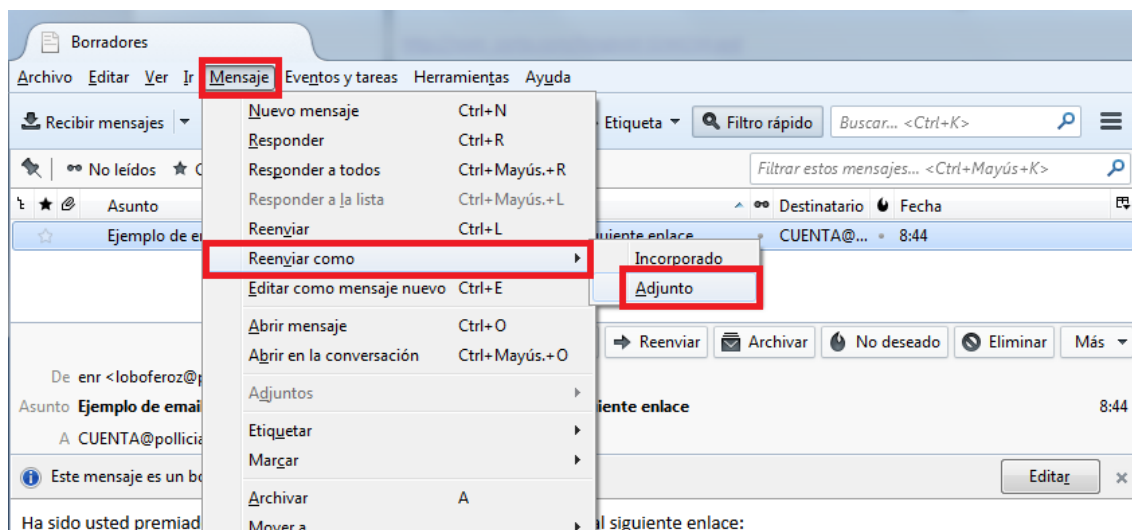 Borradores
Archivo Editar Ver Ir Mensaje Eventos y tareas Herramientas Ayuda
Recibir mensajes Etiqueta Filtro rápido Buscar... <Ctrl+K>
No leídos Filtrar estos mensajes... <Ctrl+Mayús+K>
Asunto Destinatario Fecha
Ejemplo de guiente enlace CUENTA@... 8:44
Nuevo mensaje Ctrl+N
Responder Ctrl+R
Responder a todos Ctrl+Mayús.+R
Responder a la lista Ctrl+Mayús.+L
Reenviar Ctrl+L
Reenviar como
Editar como mensaje nuevo Ctrl+E
Abrir mensaje Ctrl+O
Abrir en la conversación Ctrl+Mayús.+O
Adjuntos
Etiquetar
Marcar
Archivar A
Mover a
Incorporado
Adjunto
Reenviar Archivar No deseado Eliminar Más
De enr <loboferoz@p
Asunto Ejemplo de emai iente enlace 8:44
A CUENTA@pollicia
Este mensaje es un bo Editar
Ha sido usted premiad al siguiente enlace: